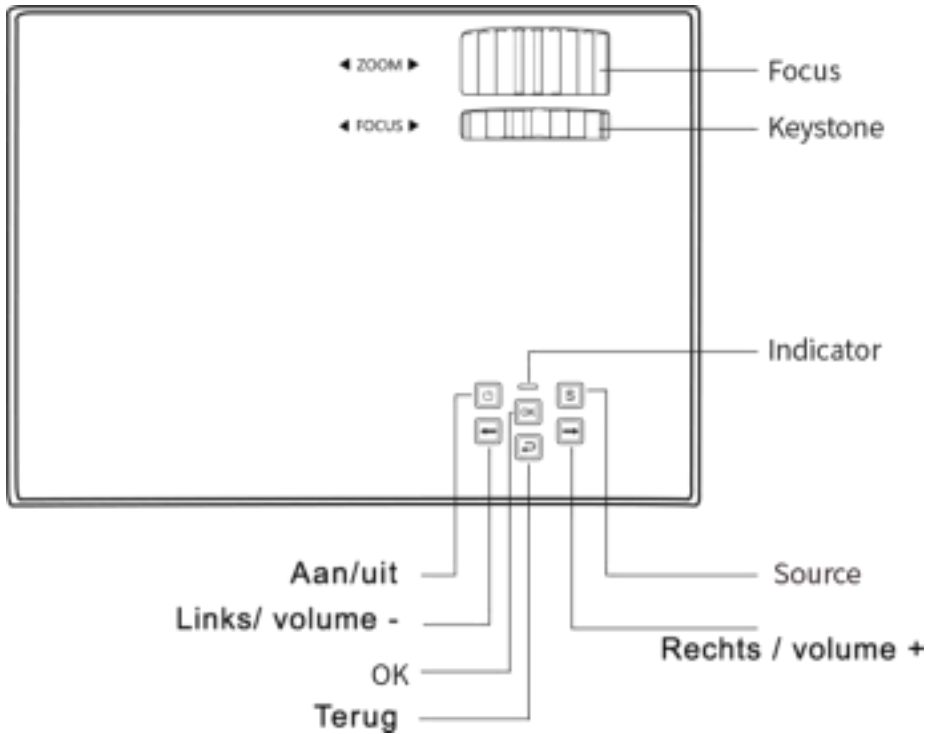 ◀ ZOOM ▶
Focus
◀ FOCUS ▶
Keystone
Indicator
S
OK
Aan/uit
Source
Links/ volume -
Rechts / volume +
OK
Terug